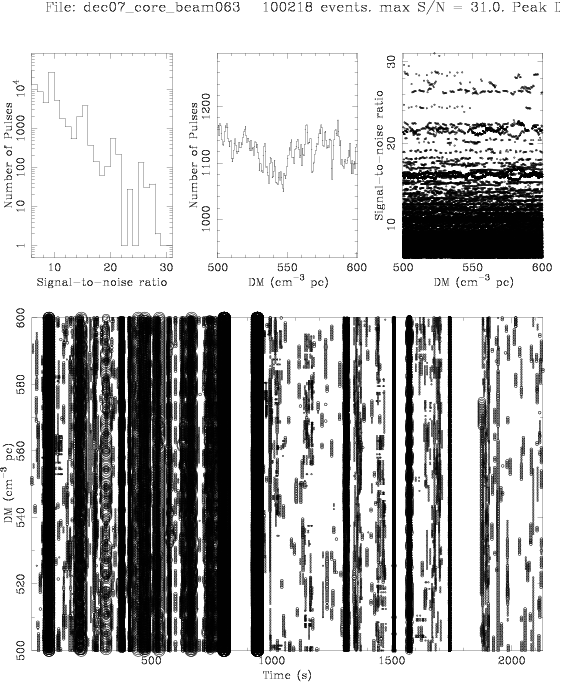 File: dec07_core_beam063 100218 events. max S/N = 31.0. Peak
Number of Pulses
1
10
100
1000
10⁴
10 20 30
Signal-to-noise ratio
Number of Pulses
1000
1100
1200
500 550 600
DM (cm⁻³ pc)
Signal-to-noise ratio
10
20
30
500 550 600
DM (cm⁻³ pc)
DM (cm⁻³ pc)
600
580
560
540
520
500
500 1000 1500 2000
Time (s)